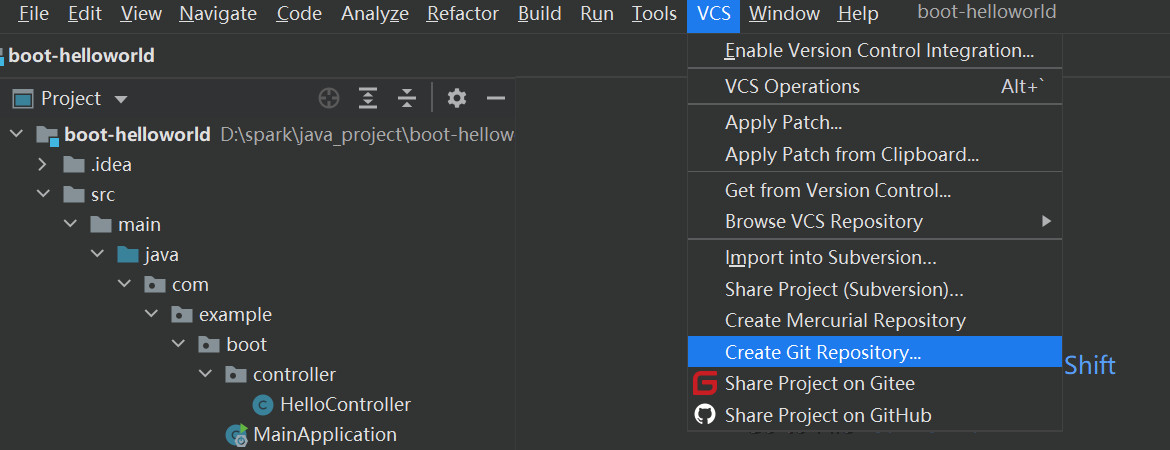 File Edit View Navigate Code Analyze Refactor Build Run Tools VCS Window Help boot-helloworld
boot-helloworld
Project
boot-helloworld D:\spark\java_project\boot-hellow
.idea
src
main
java
com
example
boot
controller
HelloController
MainApplication
Enable Version Control Integration...
VCS Operations Alt+`
Apply Patch...
Apply Patch from Clipboard...
Get from Version Control...
Browse VCS Repository
Import into Subversion...
Share Project (Subversion)...
Create Mercurial Repository
Create Git Repository...
Share Project on Gitee
Share Project on GitHub
Shift